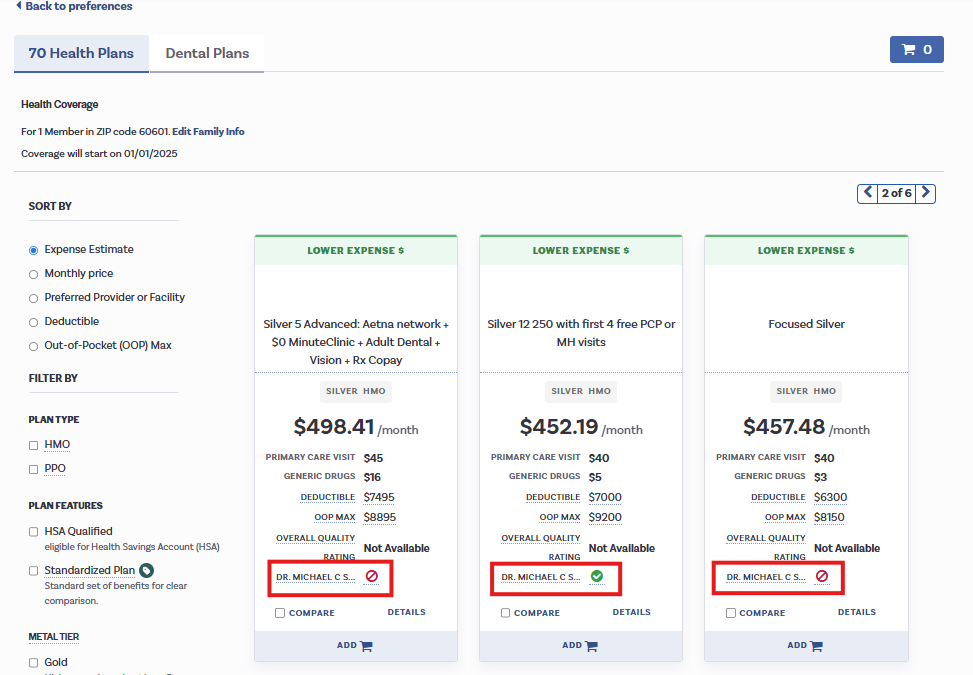 Back to preferences
70 Health Plans
Dental Plans
0
Health Coverage
For 1 Member in ZIP code 60601. Edit Family Info
Coverage will start on 01/01/2025
2 of 6
SORT BY
Expense Estimate
Monthly price
Preferred Provider or Facility
Deductible
Out-of-Pocket (OOP) Max
FILTER BY
PLAN TYPE
HMO
PPO
PLAN FEATURES
HSA Qualified
eligible for Health Savings Account (HSA)
Standardized Plan
Standard set of benefits for clear
comparison.
METAL TIER
Gold
LOWER EXPENSE $
Silver 5 Advanced: Aetna network +
$0 MinuteClinic + Adult Dental +
Vision + Rx Copay
SILVER HMO
$498.41 /month
PRIMARY CARE VISIT $45
GENERIC DRUGS $16
DEDUCTIBLE $7495
OOP MAX $8895
OVERALL QUALITY
RATING Not Available
DR. MICHAEL C S...
COMPARE DETAILS
ADD
LOWER EXPENSE $
Silver 12 250 with first 4 free PCP or
MH visits
SILVER HMO
$452.19 /month
PRIMARY CARE VISIT $40
GENERIC DRUGS $5
DEDUCTIBLE $7000
OOP MAX $9200
OVERALL QUALITY
RATING Not Available
DR. MICHAEL C S...
COMPARE DETAILS
ADD
LOWER EXPENSE $
Focused Silver
SILVER HMO
$457.48 /month
PRIMARY CARE VISIT $40
GENERIC DRUGS $3
DEDUCTIBLE $6300
OOP MAX $8150
OVERALL QUALITY
RATING Not Available
DR. MICHAEL C S...
COMPARE DETAILS
ADD